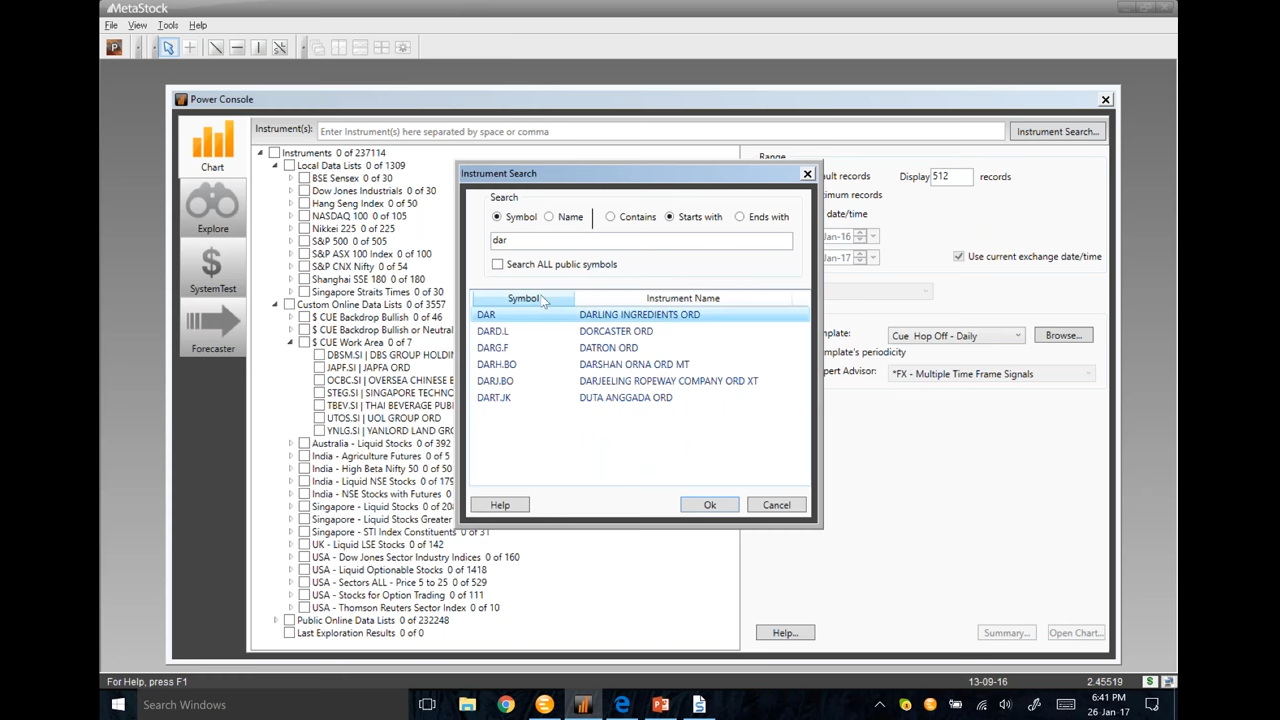 MetaStock
File View Tools Help
Power Console
Instrument(s): Enter Instrument(s) here separated by space or comma Instrument Search...
Chart
Explore
SystemTest
Forecaster
Instruments 0 of 237114
Local Data Lists 0 of 1309
BSE Sensex 0 of 30
Dow Jones Industrials 0 of 30
Hang Seng Index 0 of 50
NASDAQ 100 0 of 105
Nikkei 225 0 of 225
S&P 500 0 of 505
S&P ASX 100 Index 0 of 100
S&P CNX Nifty 0 of 54
Shanghai SSE 180 0 of 180
Singapore Straits Times 0 of 30
Custom Online Data Lists 0 of 3557
$ CUE Backdrop Bullish 0 of 46
$ CUE Backdrop Bullish or Neutral
$ CUE Work Area 0 of 7
DBSM.SI | DBS GROUP HOLDIN
JAPF.SI | JAPFA ORD
OCBC.SI | OVERSEA CHINESE
STEG.SI | SINGAPORE TECHNO
TBEV.SI | THAI BEVERAGE PUBL
UTOS.SI | UOL GROUP ORD
YNLG.SI | YANLORD LAND GR
Australia - Liquid Stocks 0 of 392
India - Agriculture Futures 0 of 5
India - High Beta Nifty 50 0 of 50
India - Liquid NSE Stocks 0 of 179
India - NSE Stocks with Futures 0
Singapore - Liquid Stocks 0 of 208
Singapore - Liquid Stocks Greater
Singapore - STI Index Constituents 0 of 31
UK - Liquid LSE Stocks 0 of 142
USA - Dow Jones Sector Industry Indices 0 of 160
USA - Liquid Optionable Stocks 0 of 1418
USA - Sectors ALL - Price 5 to 25 0 of 529
USA - Stocks for Option Trading 0 of 111
USA - Thomson Reuters Sector Index 0 of 10
Public Online Data Lists 0 of 232248
Last Exploration Results 0 of 0
Instrument Search
Search
Symbol Name Contains Starts with Ends with
dar
Search ALL public symbols
Symbol Instrument Name
DAR DARLING INGREDIENTS ORD
DARD.L DORCASTER ORD
DARG.F DATRON ORD
DARH.BO DARSHAN ORNA ORD MT
DARJ.BO DARJEELING ROPEWAY COMPANY ORD XT
DART.JK DUTA ANGGADA ORD
Help Ok Cancel
Range
ult records Display 512 records
imum records
date/time
Jan-16
Jan-17 Use current exchange date/time
mplate: Cue Hop Off - Daily Browse...
mplate's periodicity
pert Advisor: *FX - Multiple Time Frame Signals
Help... Summary... Open Chart...
For Help, press F1 13-09-16 2.45519
Search Windows
6:41 PM
26 Jan-17